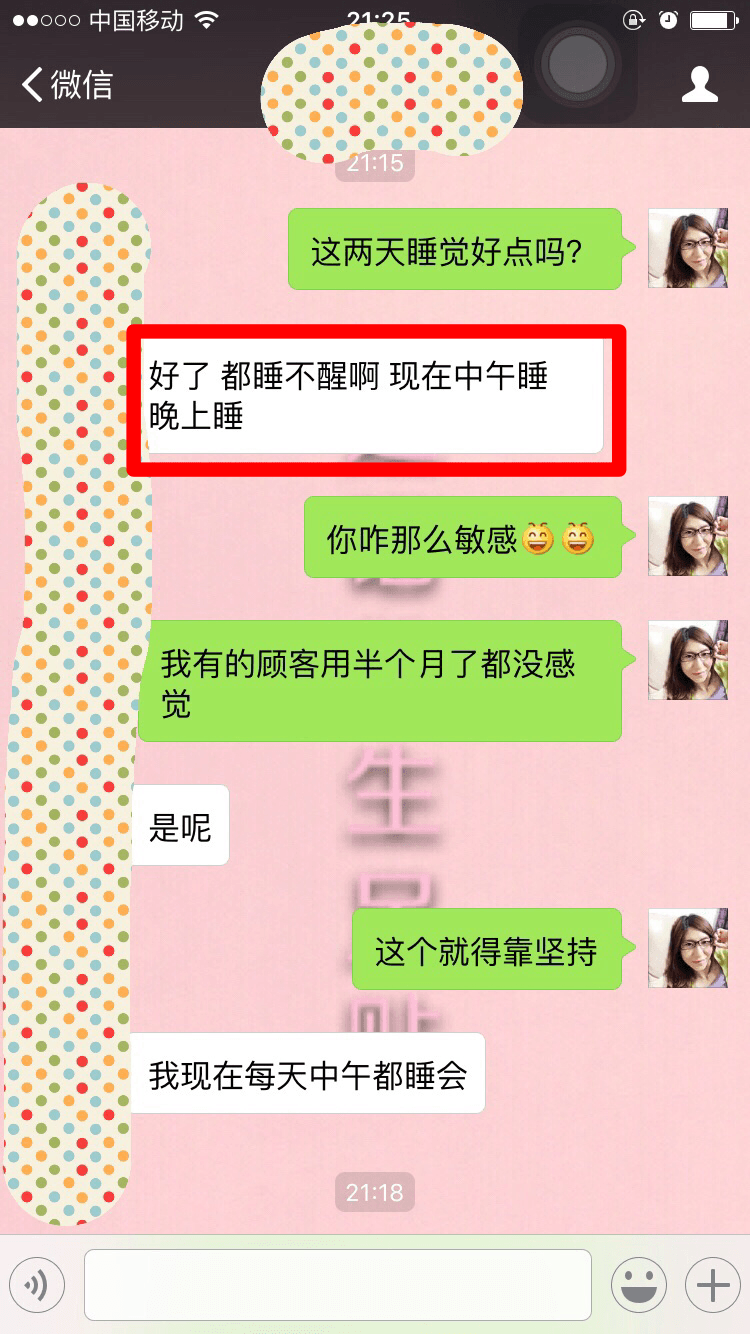 中国移动
21:25
微信
21:15
这两天睡觉好点吗？
好了 都睡不醒啊 现在中午睡
晚上睡
你咋那么敏感
我有的顾客用半个月了都没感
觉
是呢
这个就得靠坚持
我现在每天中午都睡会
21:18
生